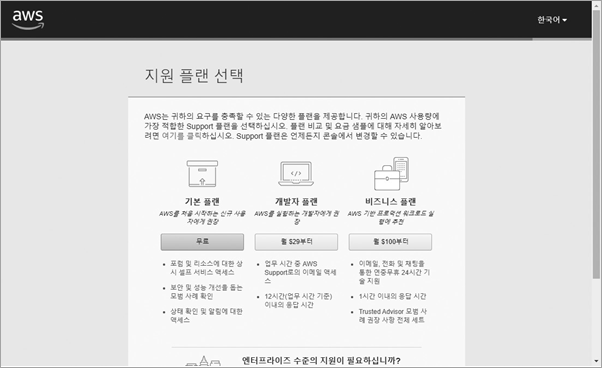 aws
한국어
지원 플랜 선택
AWS는 귀하의 요구를 충족할 수 있는 다양한 플랜을 제공합니다. 귀하의 AWS 사용량에
가장 적합한 Support 플랜을 선택하십시오. 플랜 비교 및 요금 샘플에 대해 자세히 알아보
려면 여기를 클릭하십시오. Support 플랜은 언제든지 콘솔에서 변경할 수 있습니다.
기본 플랜
AWS를 처음 시작하는 신규 사용
자에게 권장
무료
포럼 및 리소스에 대한 상
시 셀프 서비스 액세스
보안 및 성능 개선을 돕는
모범 사례 확인
상태 확인 및 알림에 대한
액세스
개발자 플랜
AWS를 실험하는 개발자에게 권
장
월 $29부터
업무 시간 중 AWS
Support로의 이메일 액세
스
12시간(업무 시간 기준)
이내의 응답 시간
비즈니스 플랜
AWS 기반 프로덕션 워크로드 실
행에 추천
월 $100부터
이메일, 전화 및 채팅을
통한 연중무휴 24시간 기
술 지원
1시간 이내의 응답 시간
Trusted Advisor 모범 사
례 권장 사항 전체 세트
엔터프라이즈 수준의 지원이 필요하십니까?